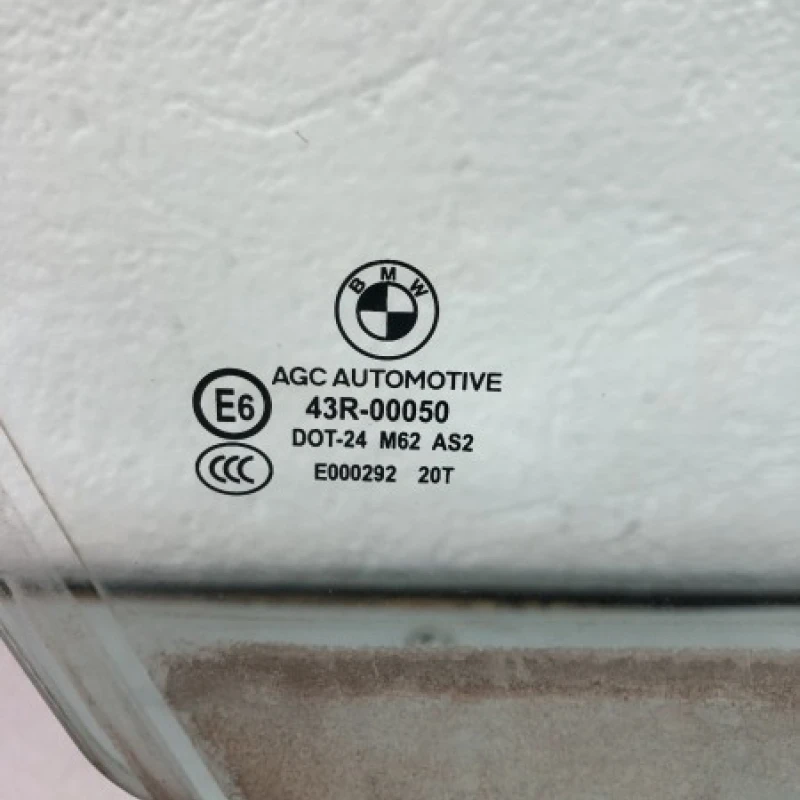 BMW
AGC AUTOMOTIVE
E6 43R-00050
DOT-24 M62 AS2
CCC E000292 20T